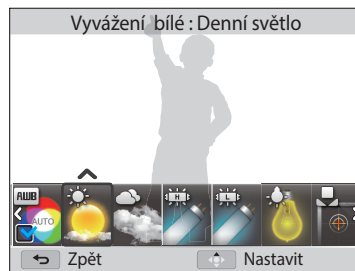 Vyvážení bílé : Denní světlo
AWB
AUTO
H
L
Zpět
Nastavit